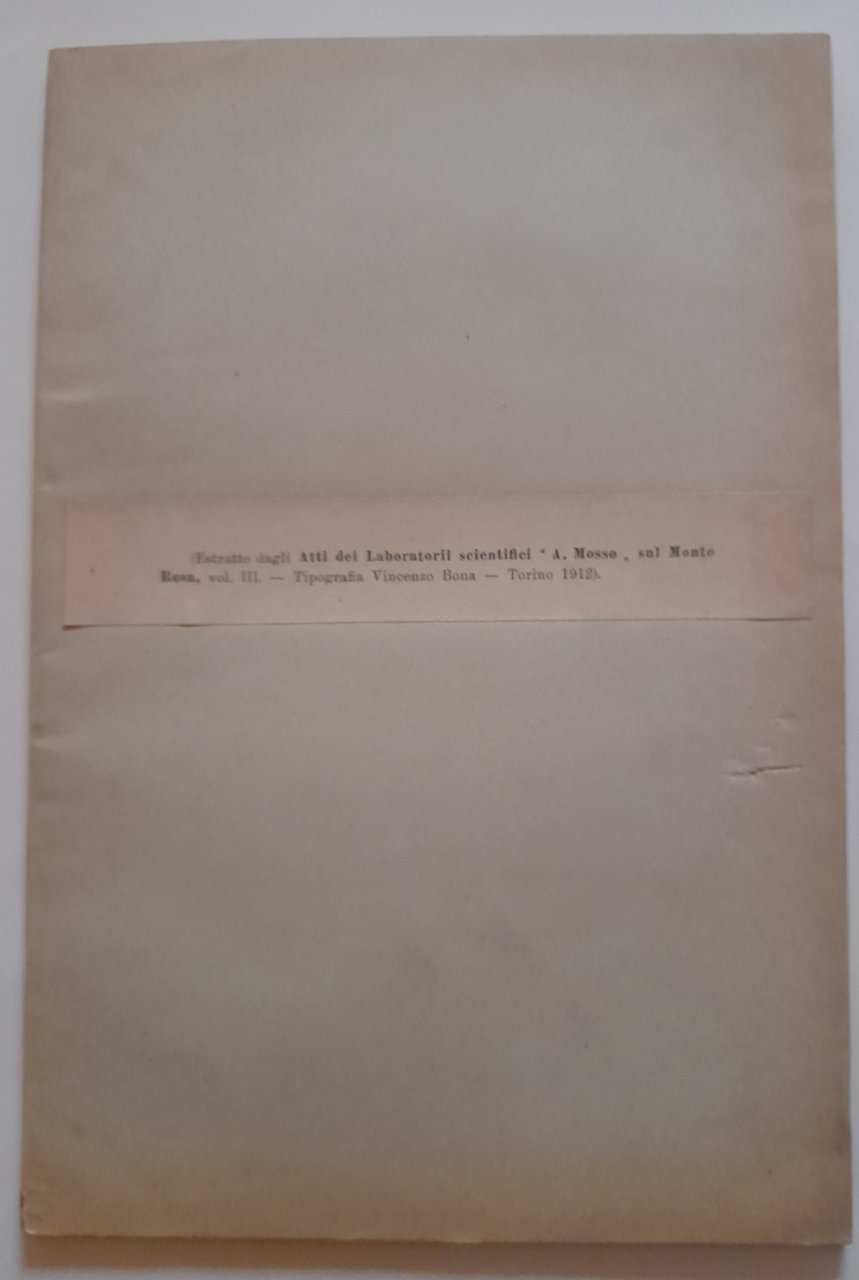 (Estratto dagli Atti dei Laboratorii scientifici “ A. Mosso „ sul Monte
Rosa, vol. III. — Tipografia Vincenzo Bona — Torino 1912).